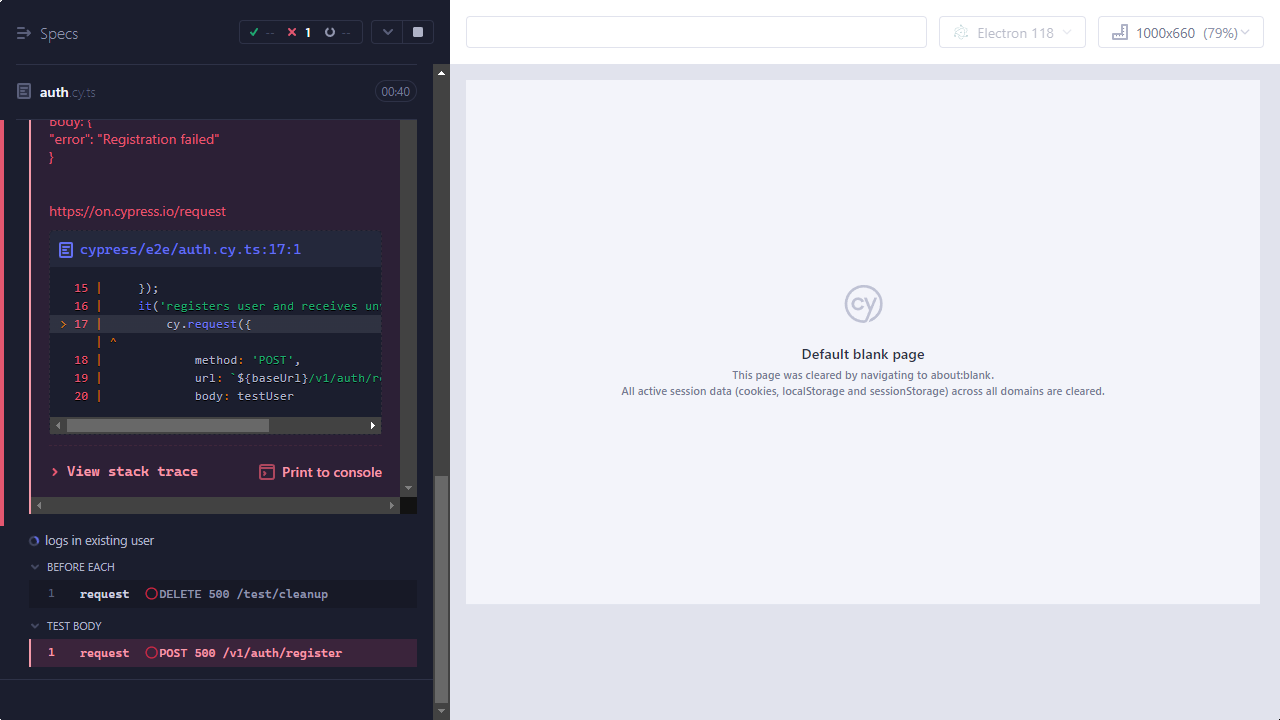 Specs
-- 1 --
auth.cy.ts
00:40
Body: {
"error": "Registration failed"
}
https://on.cypress.io/request
cypress/e2e/auth.cy.ts:17:1
15 | });
16 | it('registers user and receives un
> 17 | cy.request({
| ^
18 | method: 'POST',
19 | url: `${baseUrl}/v1/auth/r
20 | body: testUser
> View stack trace
Print to console
logs in existing user
BEFORE EACH
1 request DELETE 500 /test/cleanup
TEST BODY
1 request POST 500 /v1/auth/register
Electron 118
1000x660 (79%)
cy
Default blank page
This page was cleared by navigating to about:blank.
All active session data (cookies, localStorage and sessionStorage) across all domains are cleared.